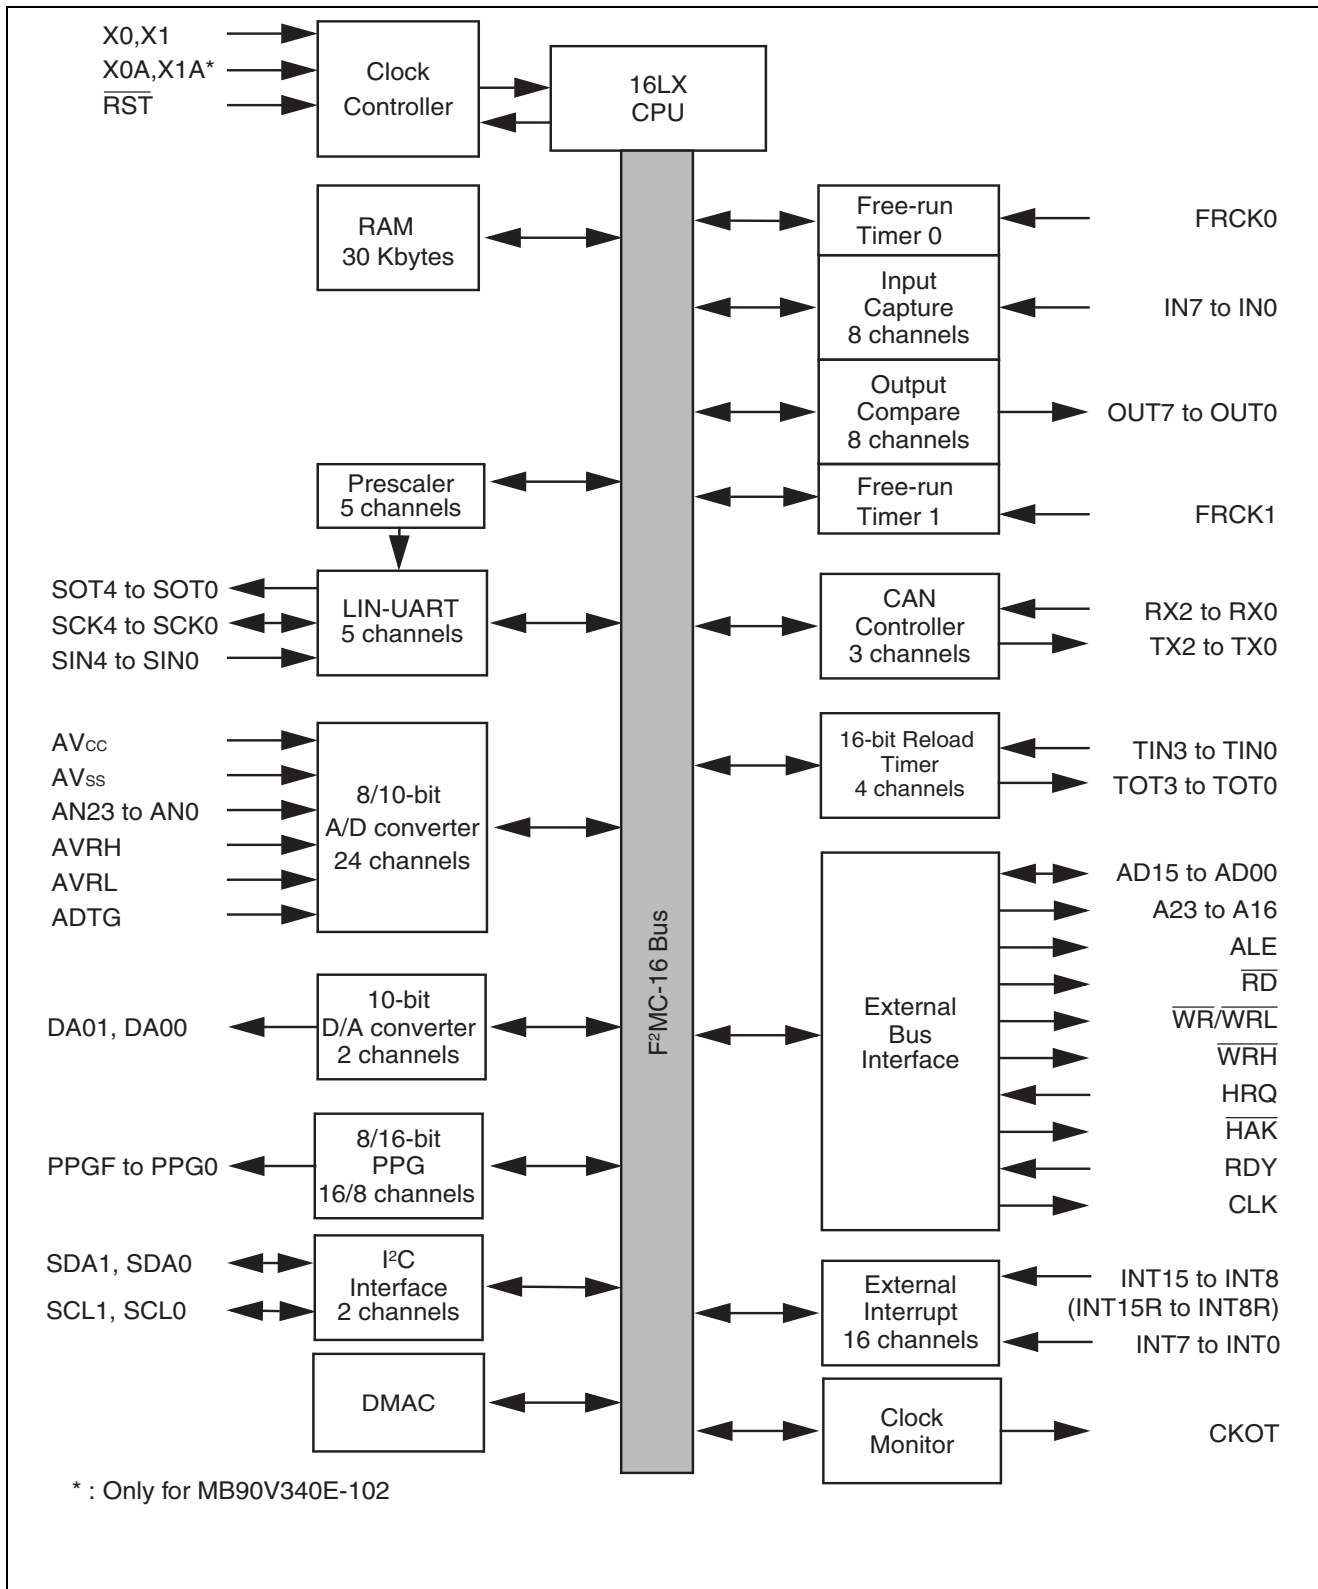 X0,X1
X0A,X1A*
RST
Clock
Controller
16LX
CPU
RAM
30 Kbytes
Free-run
Timer 0
FRCK0
Input
Capture
8 channels
IN7 to IN0
Output
Compare
8 channels
OUT7 to OUT0
Free-run
Timer 1
FRCK1
Prescaler
5 channels
SOT4 to SOT0
SCK4 to SCK0
SIN4 to SIN0
LIN-UART
5 channels
CAN
Controller
3 channels
RX2 to RX0
TX2 to TX0
AVCC
AVSS
AN23 to AN0
AVRH
AVRL
ADTG
8/10-bit
A/D converter
24 channels
16-bit Reload
Timer
4 channels
TIN3 to TIN0
TOT3 to TOT0
F²MC-16 Bus
External
Bus
Interface
AD15 to AD00
A23 to A16
ALE
RD
WR/WRL
WRH
HRQ
HAK
RDY
CLK
DA01, DA00
10-bit
D/A converter
2 channels
PPGF to PPG0
8/16-bit
PPG
16/8 channels
SDA1, SDA0
SCL1, SCL0
I²C
Interface
2 channels
External
Interrupt
16 channels
INT15 to INT8
(INT15R to INT8R)
INT7 to INT0
DMAC
Clock
Monitor
CKOT
* : Only for MB90V340E-102